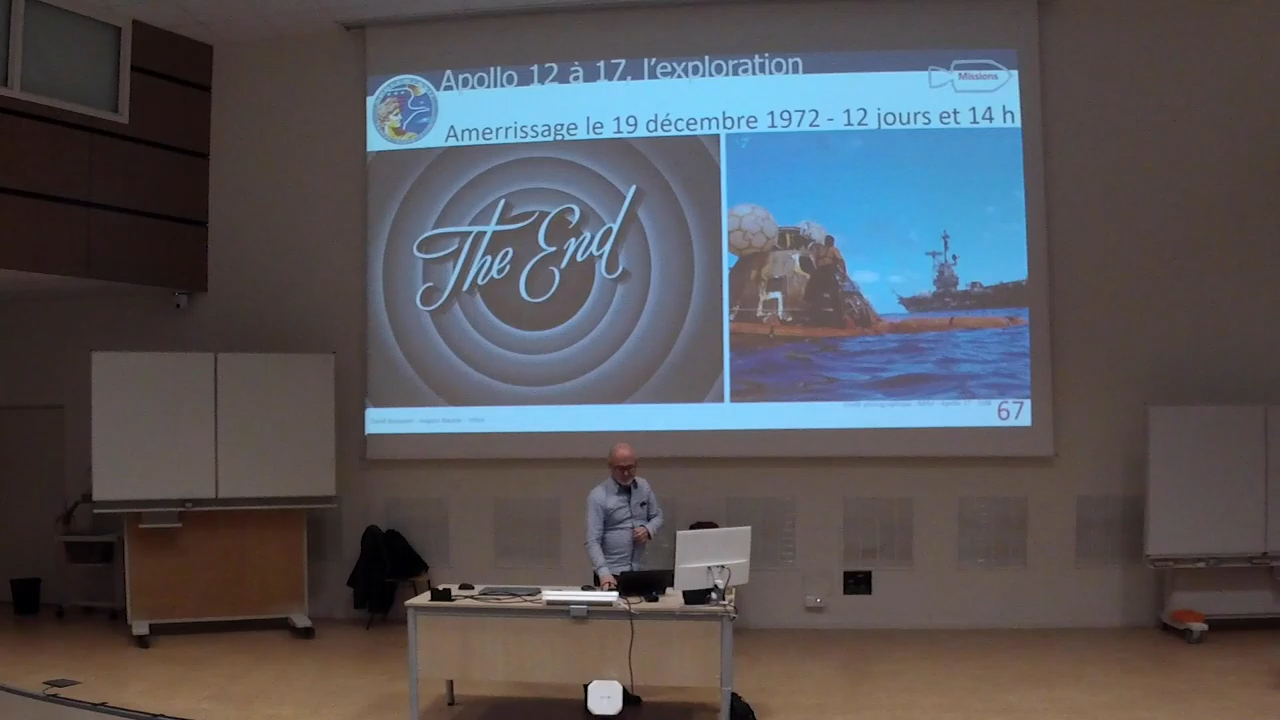 Apollo 12 à 17, l'exploration
Missions
Amerrissage le 19 décembre 1972 - 12 jours et 14 h
The End
67